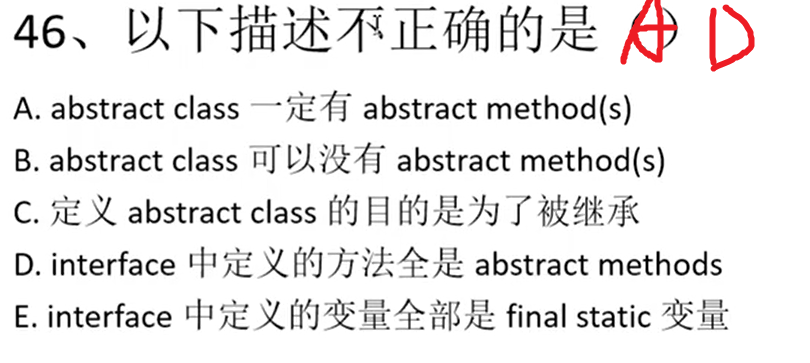 46、以下描述不正确的是 A D
A. abstract class 一定有 abstract method(s)
B. abstract class 可以没有 abstract method(s)
C. 定义 abstract class 的目的是为了被继承
D. interface 中定义的方法全是 abstract methods
E. interface 中定义的变量全部是 final static 变量